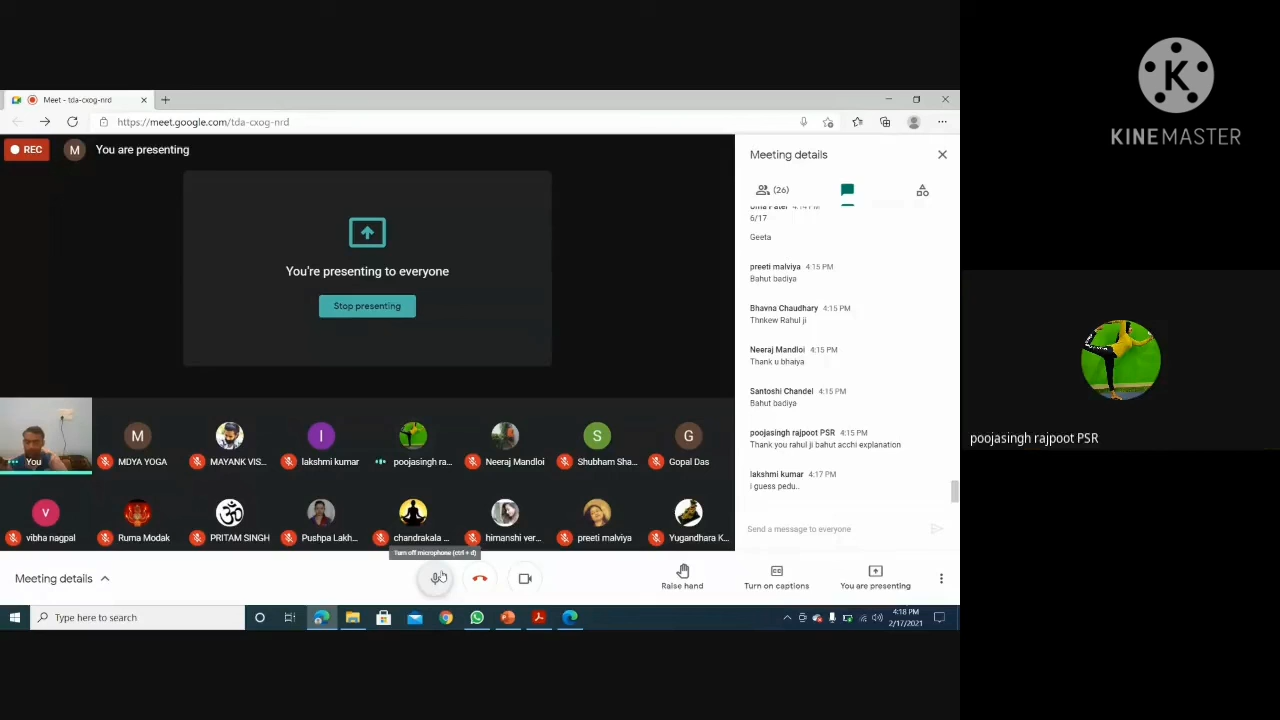 Meet - tda-cxog-nrd
https://meet.google.com/tda-cxog-nrd
REC
M
You are presenting
You're presenting to everyone
Stop presenting
Meeting details
(26)
6/17
Geeta
preeti malviya 4:15 PM
Bahut badiya
Bhavna Chaudhary 4:15 PM
Thnkew Rahul ji
Neeraj Mandloi 4:15 PM
Thank u bhaiya
Santoshi Chandel 4:15 PM
Bahut badiya
poojasingh rajpoot PSR 4:15 PM
Thank you rahul ji bahut acchi explanation
lakshmi kumar 4:17 PM
i guess pedu..
Send a message to everyone
M
I
S
G
You
MDYA YOGA
MAYANK VIS...
lakshmi kumar
poojasingh ra...
Neeraj Mandloi
Shubham Sha...
Gopal Das
v
vibha nagpal
Ruma Modak
PRITAM SINGH
Pushpa Lakh...
chandrakala ...
himanshi ver...
preeti malviya
Yugandhara K...
Turn off microphone (ctrl + d)
Meeting details
Raise hand
Turn on captions
You are presenting
Type here to search
4:18 PM
2/17/2021
K
KINEMASTER
poojasingh rajpoot PSR